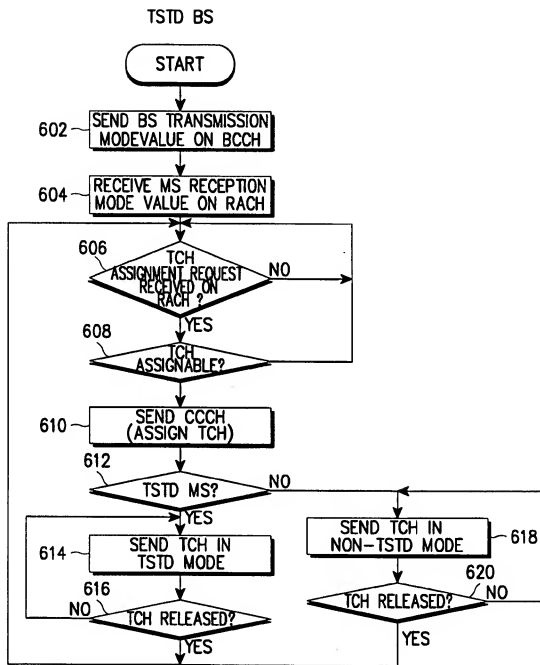 TSTD BS
START
602
SEND BS TRANSMISSION
MODEVALUE ON BCCH
604
RECEIVE MS RECEPTION
MODE VALUE ON RACH
606
TCH
ASSIGNMENT REQUEST
RECEIVED ON
RACH ?
NO
YES
608
TCH
ASSIGNABLE?
610
SEND CCCH
(ASSIGN TCH)
612
TSTD MS?
NO
YES
614
SEND TCH IN
TSTD MODE
SEND TCH IN
NON-TSTD MODE
618
616
TCH RELEASED?
NO
YES
620
TCH RELEASED?
NO
YES